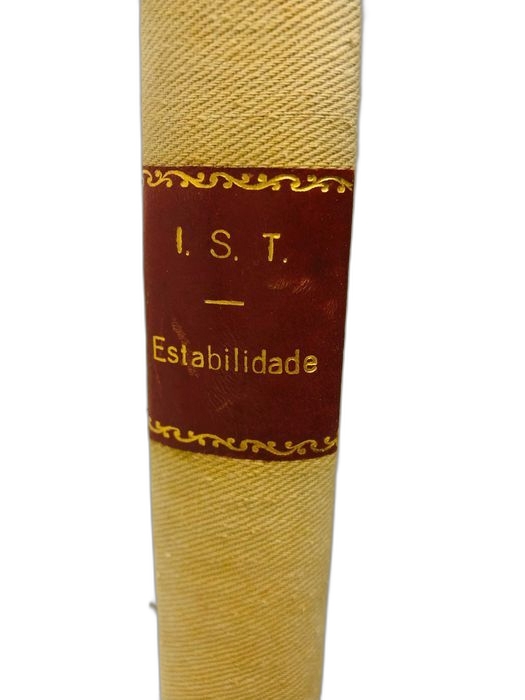 I. S. T.
Estabilidade